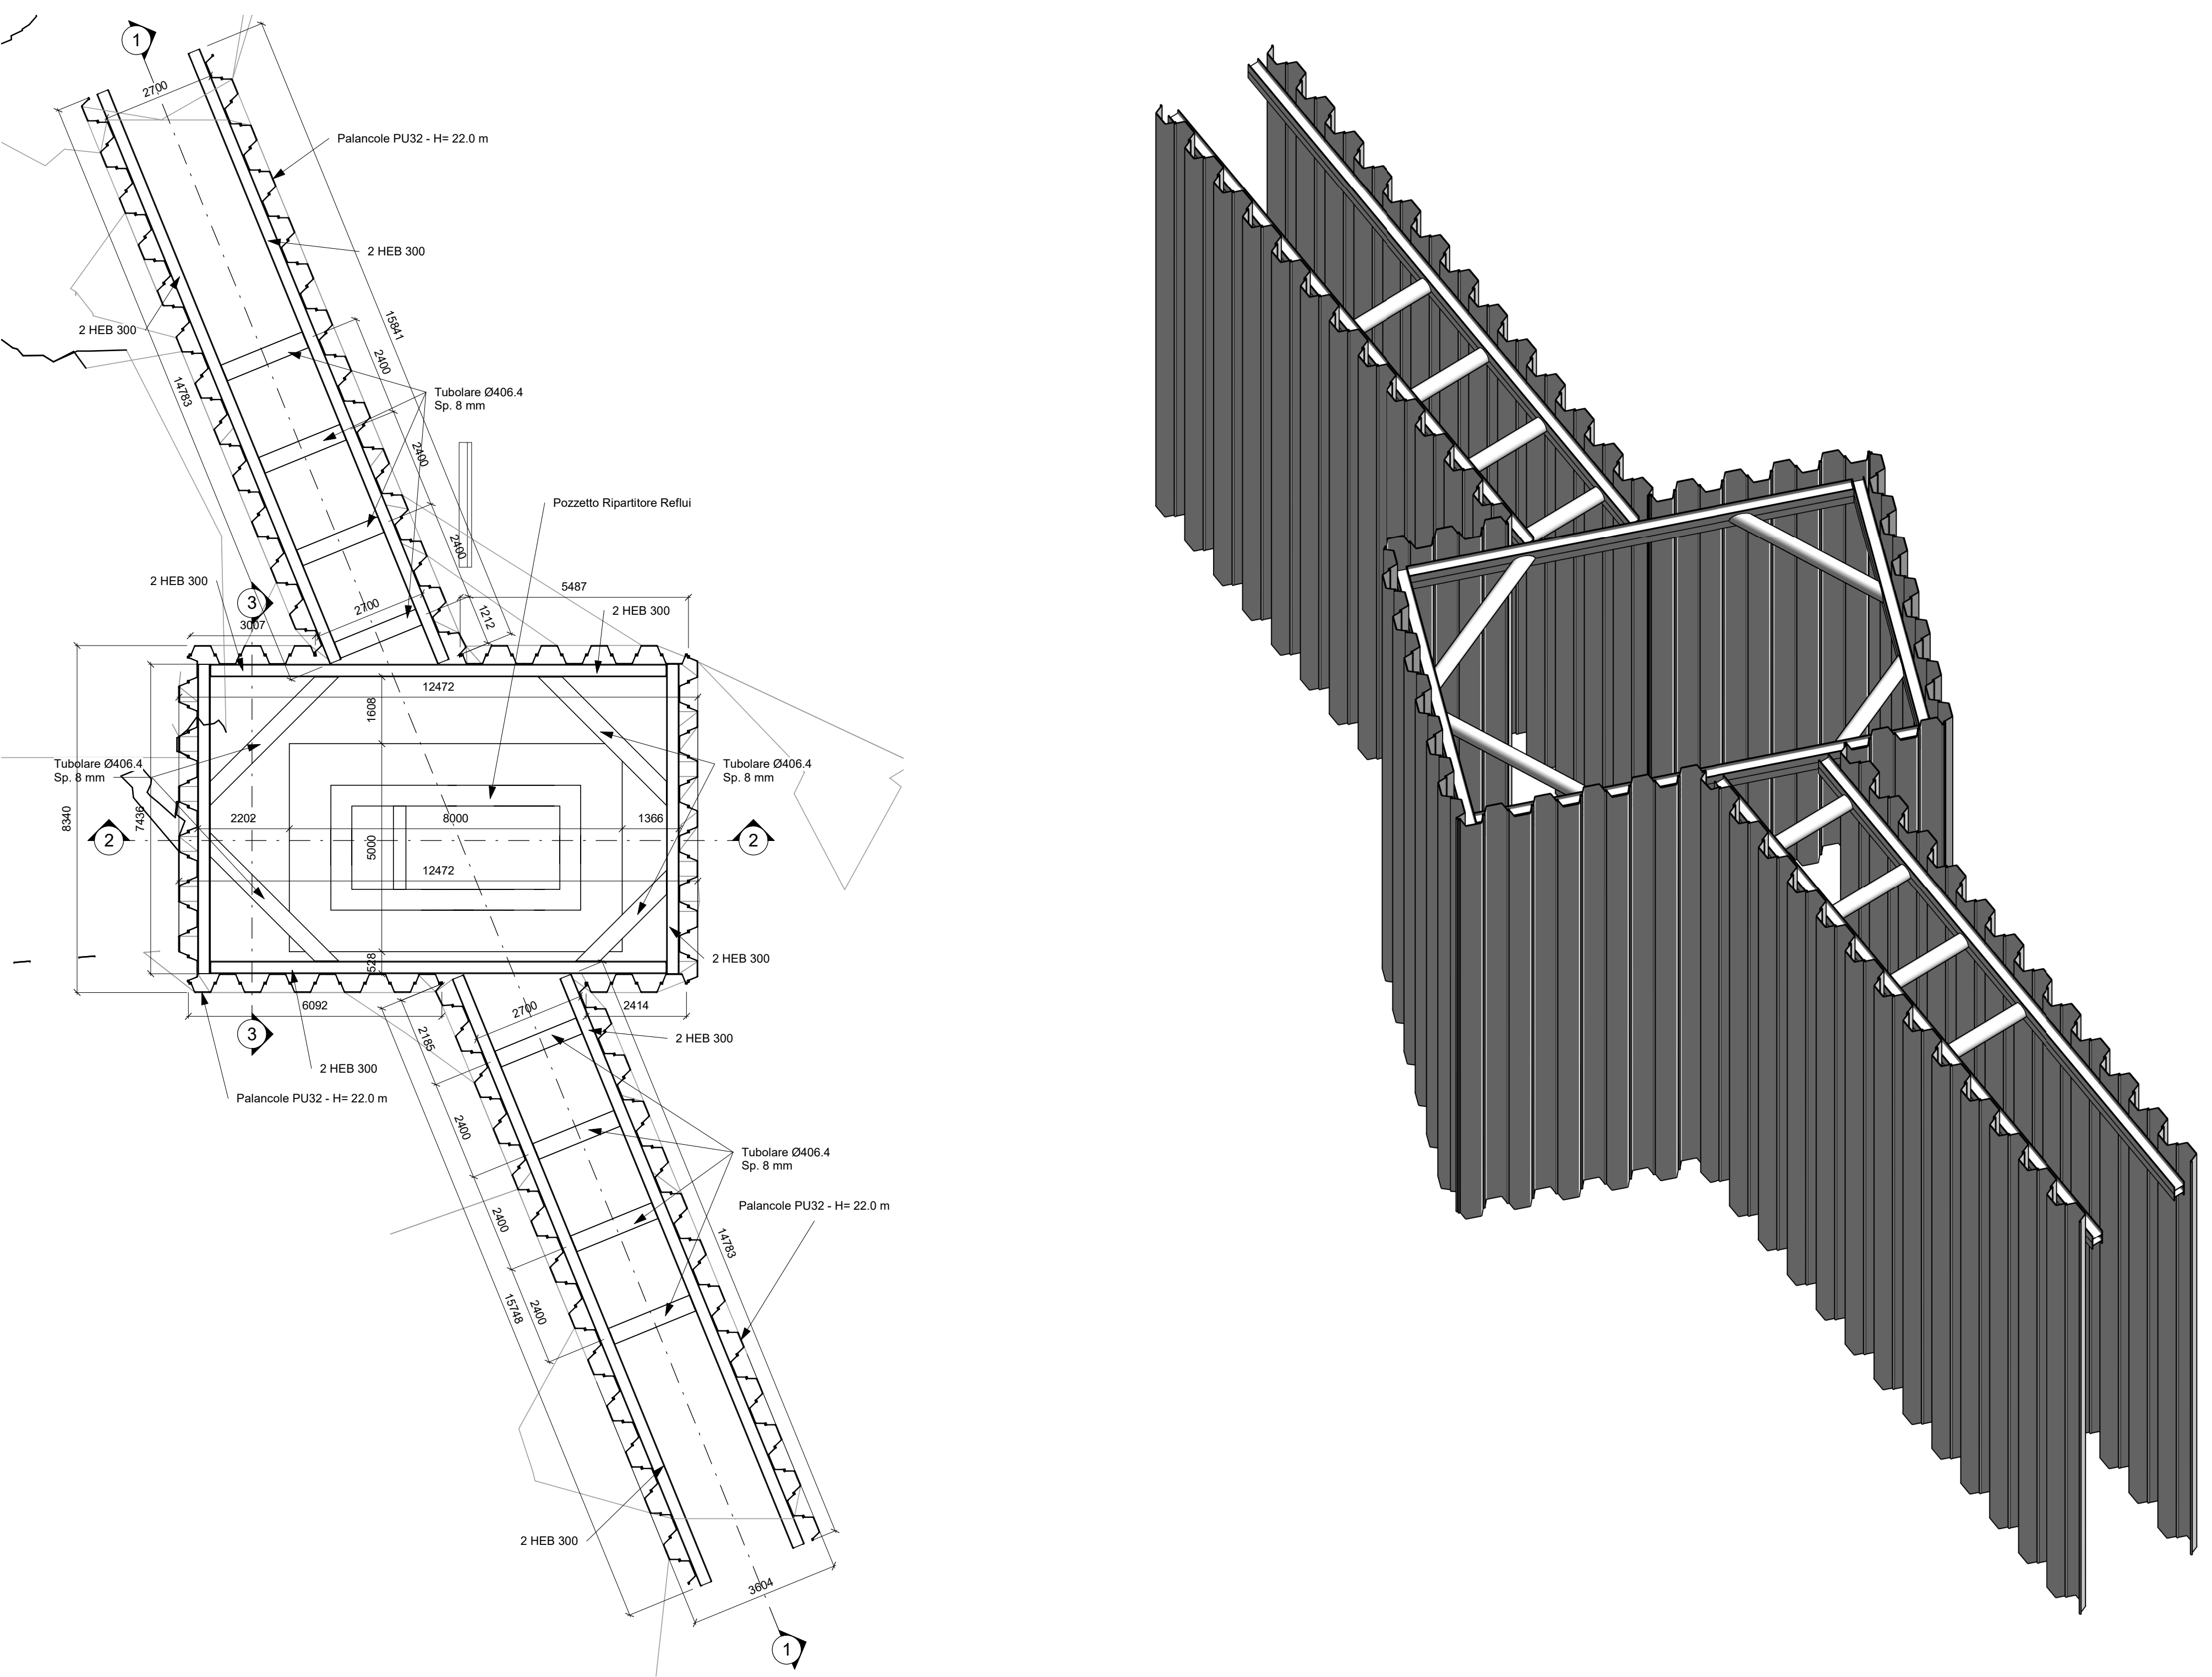 1
2700
Palancole PU32 - H= 22.0 m
2 HEB 300
2 HEB 300
15841
14783
2400
Tubolare Ø406.4
Sp. 8 mm
2400
Pozzetto Ripartitore Reflui
2400
2 HEB 300
3
2700
5487
2 HEB 300
1212
3007
12472
1608
Tubolare Ø406.4
Sp. 8 mm
Tubolare Ø406.4
Sp. 8 mm
8340
7436
2202
8000
1366
2
2
5000
12472
528
2 HEB 300
6092
2414
2700
3
2185
2 HEB 300
2 HEB 300
Palancole PU32 - H= 22.0 m
2400
Tubolare Ø406.4
Sp. 8 mm
Palancole PU32 - H= 22.0 m
2400
14783
15748
2400
2 HEB 300
3604
1